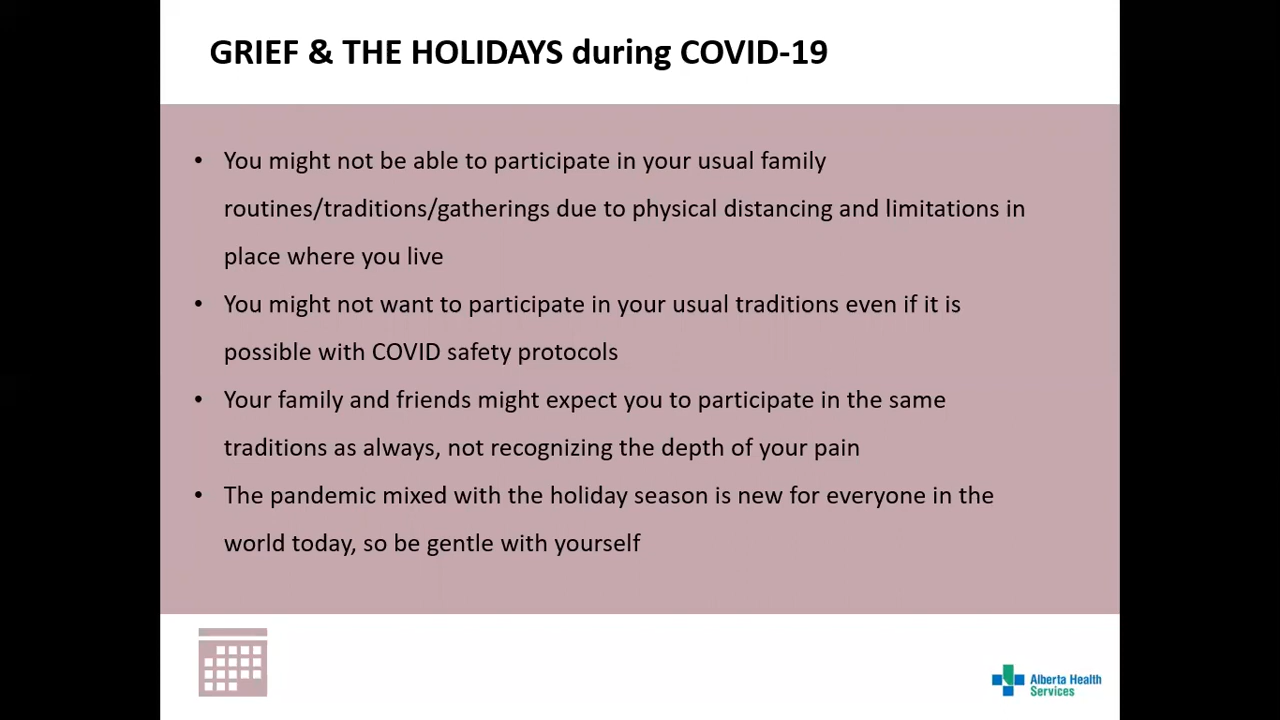 GRIEF & THE HOLIDAYS during COVID-19
• You might not be able to participate in your usual family
routines/traditions/gatherings due to physical distancing and limitations in
place where you live
• You might not want to participate in your usual traditions even if it is
possible with COVID safety protocols
• Your family and friends might expect you to participate in the same
traditions as always, not recognizing the depth of your pain
• The pandemic mixed with the holiday season is new for everyone in the
world today, so be gentle with yourself
Alberta Health
Services